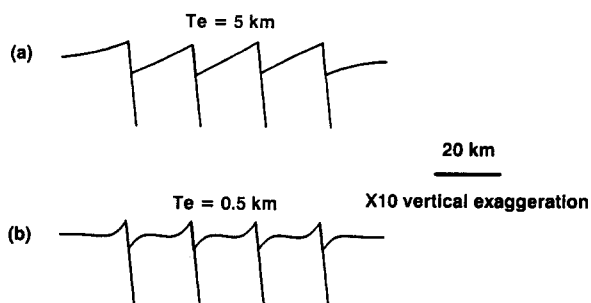 Te = 5 km
(a)
20 km
X10 vertical exaggeration
Te = 0.5 km
(b)